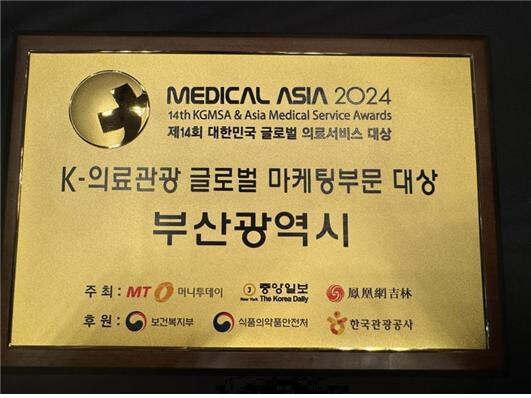 MEDICAL ASIA 2024
14th KGMSA & Asia Medical Service Awards
제14회 대한민국 글로벌 의료서비스 대상
K-의료관광 글로벌 마케팅부문 대상
부산광역시
주최 : MT 머니투데이 중앙일보 New York The Korea Daily 鳳凰網吉林
후원 : 보건복지부 식품의약품안전처 한국관광공사